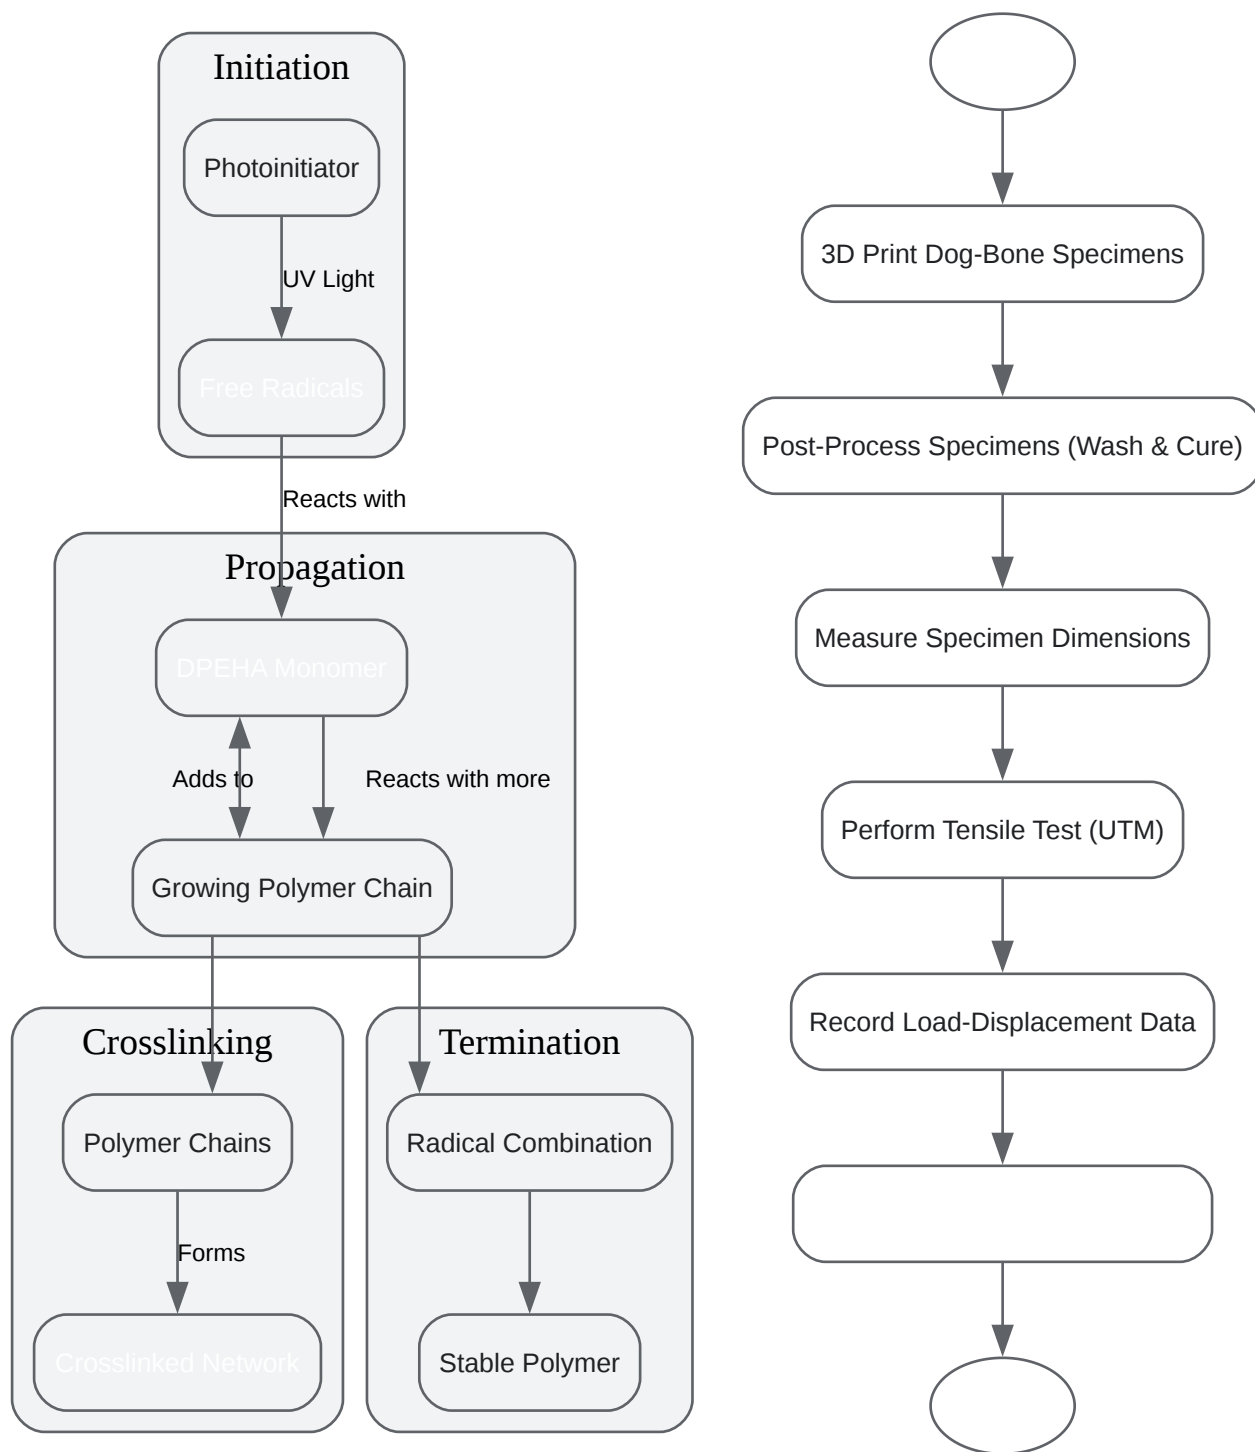 Initiation
Photoinitiator
UV Light
Free Radicals
Reacts with
Propagation
DPEHA Monomer
Adds to
Reacts with more
Growing Polymer Chain
Crosslinking
Polymer Chains
Forms
Crosslinked Network
Termination
Radical Combination
Stable Polymer
3D Print Dog-Bone Specimens
Post-Process Specimens (Wash & Cure)
Measure Specimen Dimensions
Perform Tensile Test (UTM)
Record Load-Displacement Data